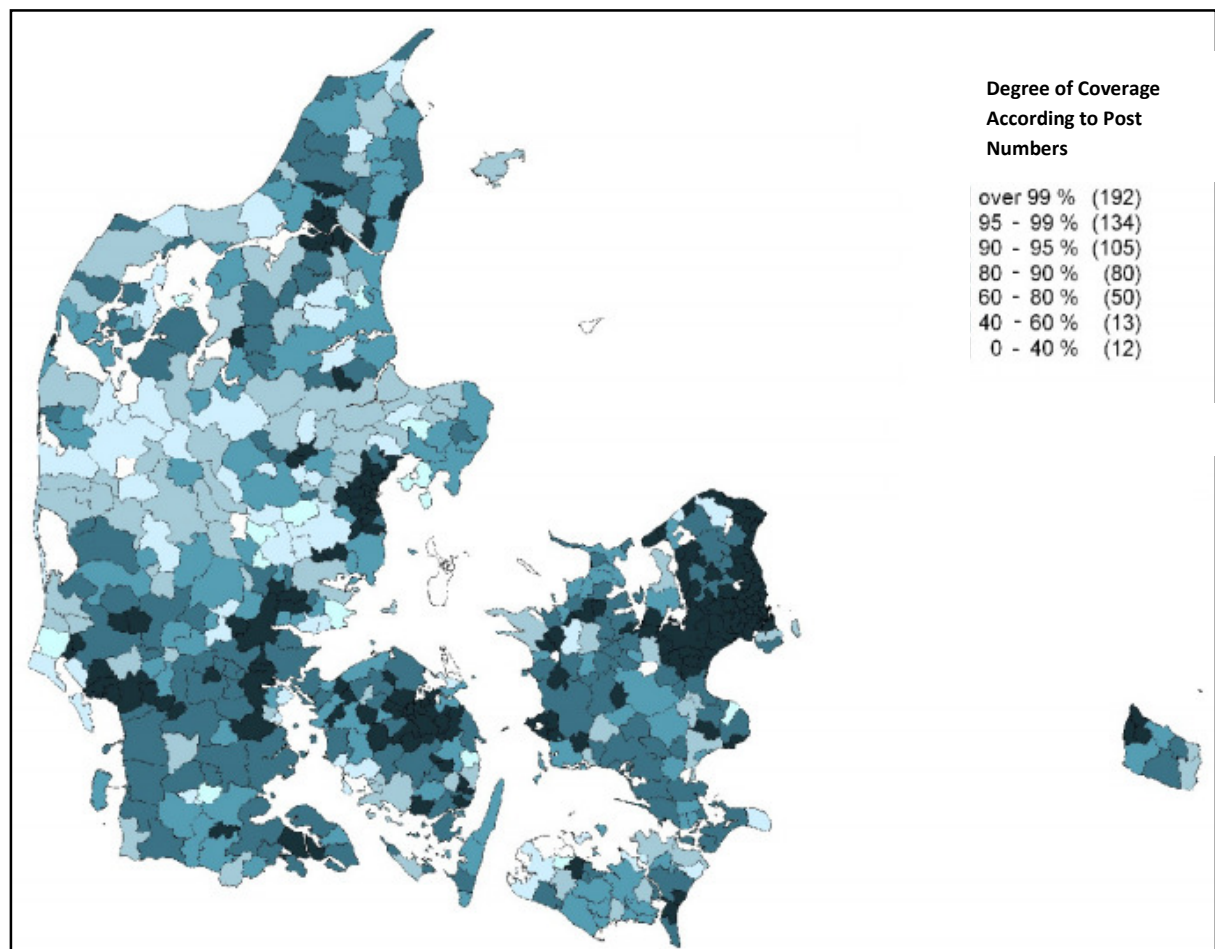 Degree of Coverage
According to Post
Numbers
over 99 % (192)
95 - 99 % (134)
90 - 95 % (105)
80 - 90 % (80)
60 - 80 % (50)
40 - 60 % (13)
0 - 40 % (12)